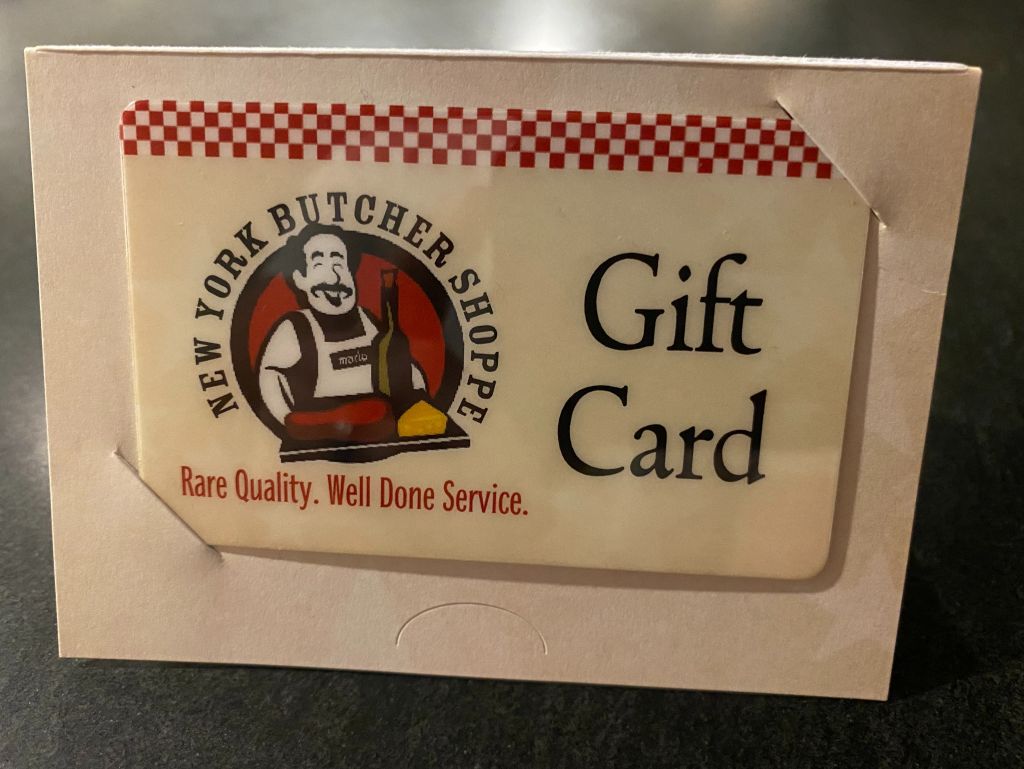 NEW YORK BUTCHER SHOPPE
Rare Quality. Well Done Service.
Gift
Card